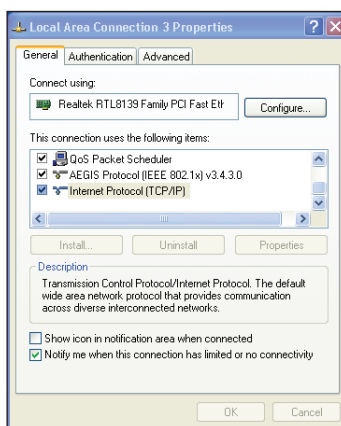 Local Area Connection 3 Properties
General Authentication Advanced
Connect using:
Realtek RTL8139 Family PCI Fast Eth
Configure...
This connection uses the following items:
QoS Packet Scheduler
AEGIS Protocol (IEEE 802.1x) v3.4.3.0
Internet Protocol (TCP/IP)
Install... Uninstall Properties
Description
Transmission Control Protocol/Internet Protocol. The default
wide area network protocol that provides communication
across diverse interconnected networks.
Show icon in notification area when connected
Notify me when this connection has limited or no connectivity
OK Cancel